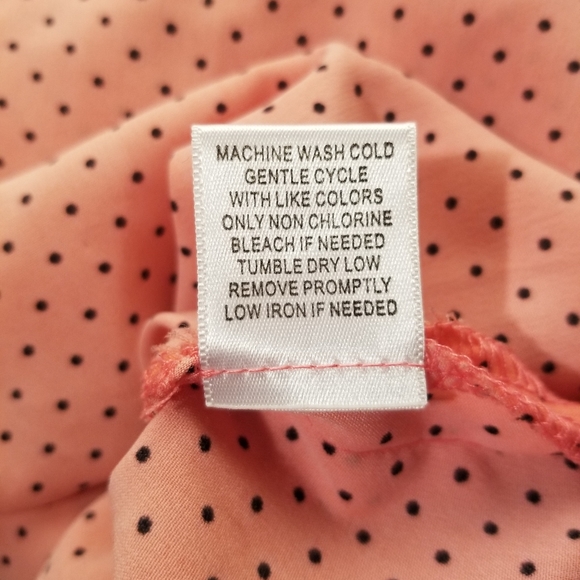 MACHINE WASH COLD
GENTLE CYCLE
WITH LIKE COLORS
ONLY NON CHLORINE
BLEACH IF NEEDED
TUMBLE DRY LOW
REMOVE PROMPTLY
LOW IRON IF NEEDED